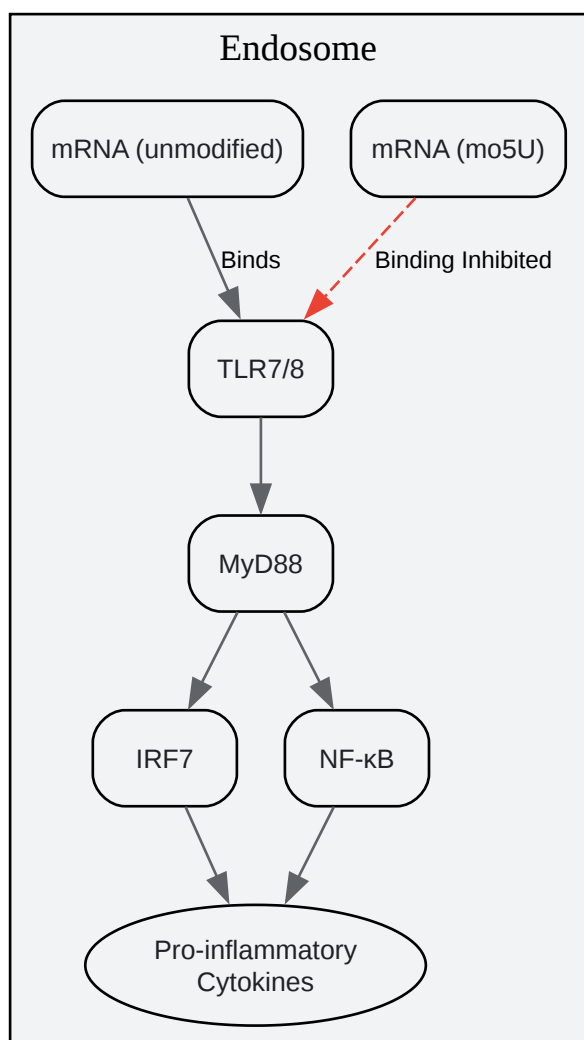 Endosome
mRNA (unmodified)
mRNA (mo5U)
Binds
Binding Inhibited
TLR7/8
MyD88
IRF7
NF-κB
Pro-inflammatory
Cytokines